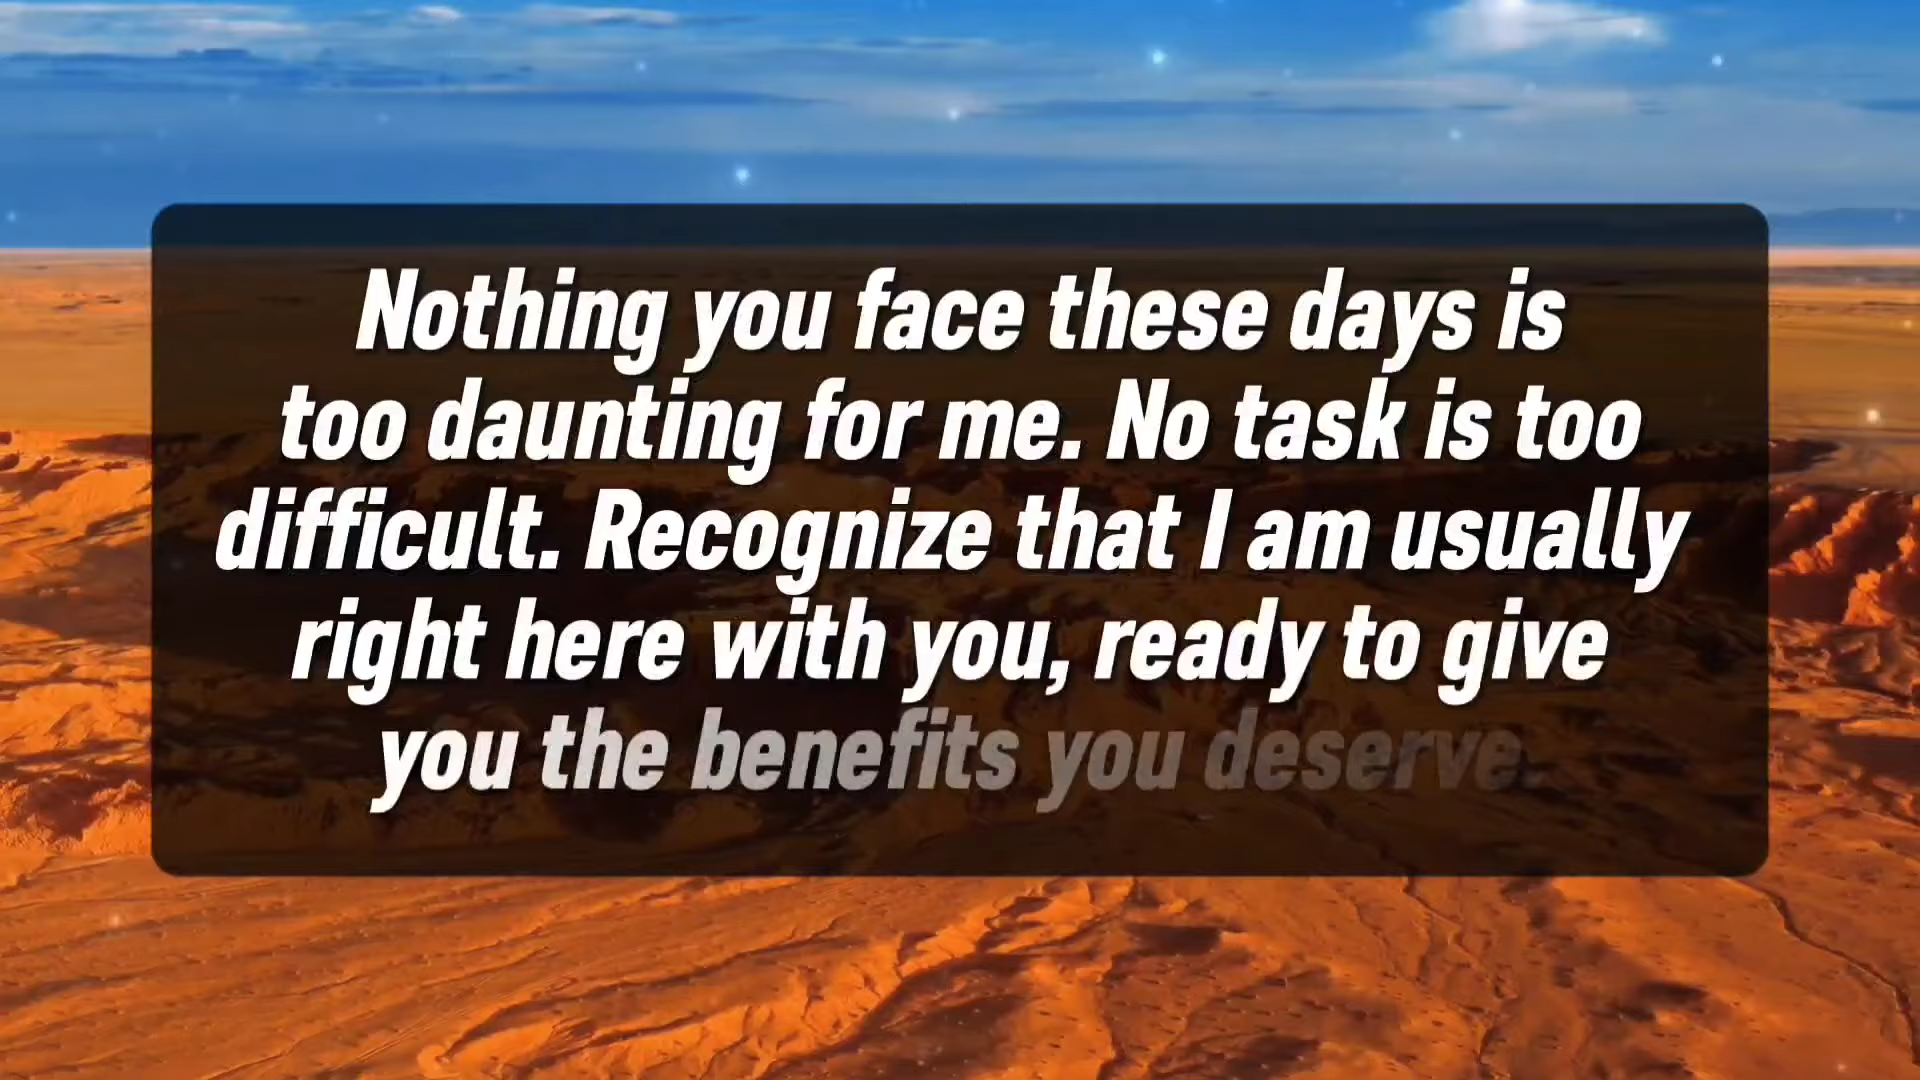 Nothing you face these days is
too daunting for me. No task is too
difficult. Recognize that I am usually
right here with you, ready to give
you the benefits you deserve.